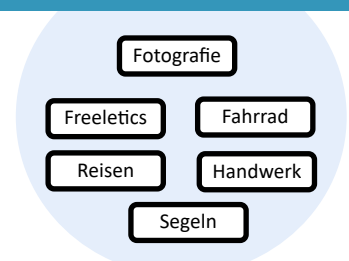 Fotografie
Freeletics
Fahrrad
Reisen
Handwerk
Segeln